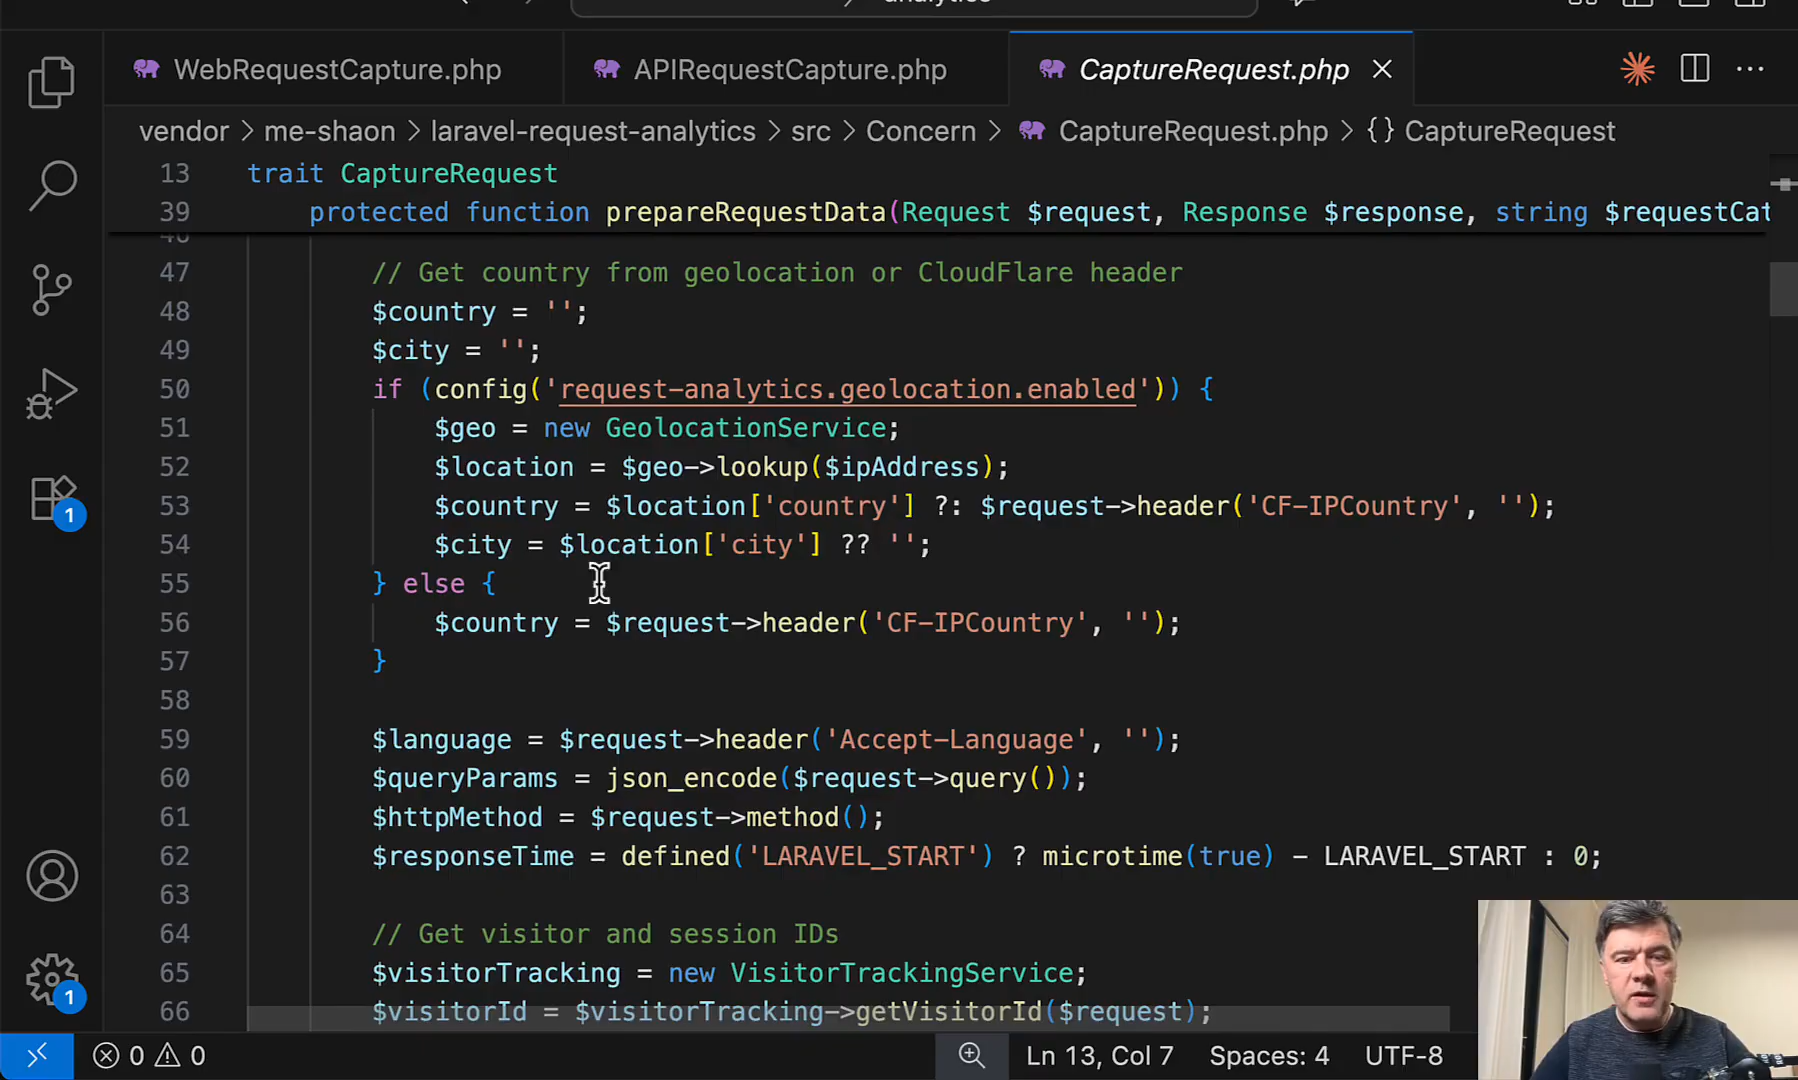 WebRequestCapture.php
APIRequestCapture.php
CaptureRequest.php
vendor > me-shaon > laravel-request-analytics > src > Concern > CaptureRequest.php > {} CaptureRequest
13 trait CaptureRequest
39 protected function prepareRequestData(Request $request, Response $response, string $requestCat
47 // Get country from geolocation or CloudFlare header
48 $country = '';
49 $city = '';
50 if (config('request-analytics.geolocation.enabled')) {
51 $geo = new GeolocationService;
52 $location = $geo->lookup($ipAddress);
53 $country = $location['country'] ?: $request->header('CF-IPCountry', '');
54 $city = $location['city'] ?? '';
55 } else {
56 $country = $request->header('CF-IPCountry', '');
57 }
58
59 $language = $request->header('Accept-Language', '');
60 $queryParams = json_encode($request->query());
61 $httpMethod = $request->method();
62 $responseTime = defined('LARAVEL_START') ? microtime(true) - LARAVEL_START : 0;
63
64 // Get visitor and session IDs
65 $visitorTracking = new VisitorTrackingService;
66 $visitorId = $visitorTracking->getVisitorId($request);
1
1
0 0
Ln 13, Col 7
Spaces: 4
UTF-8